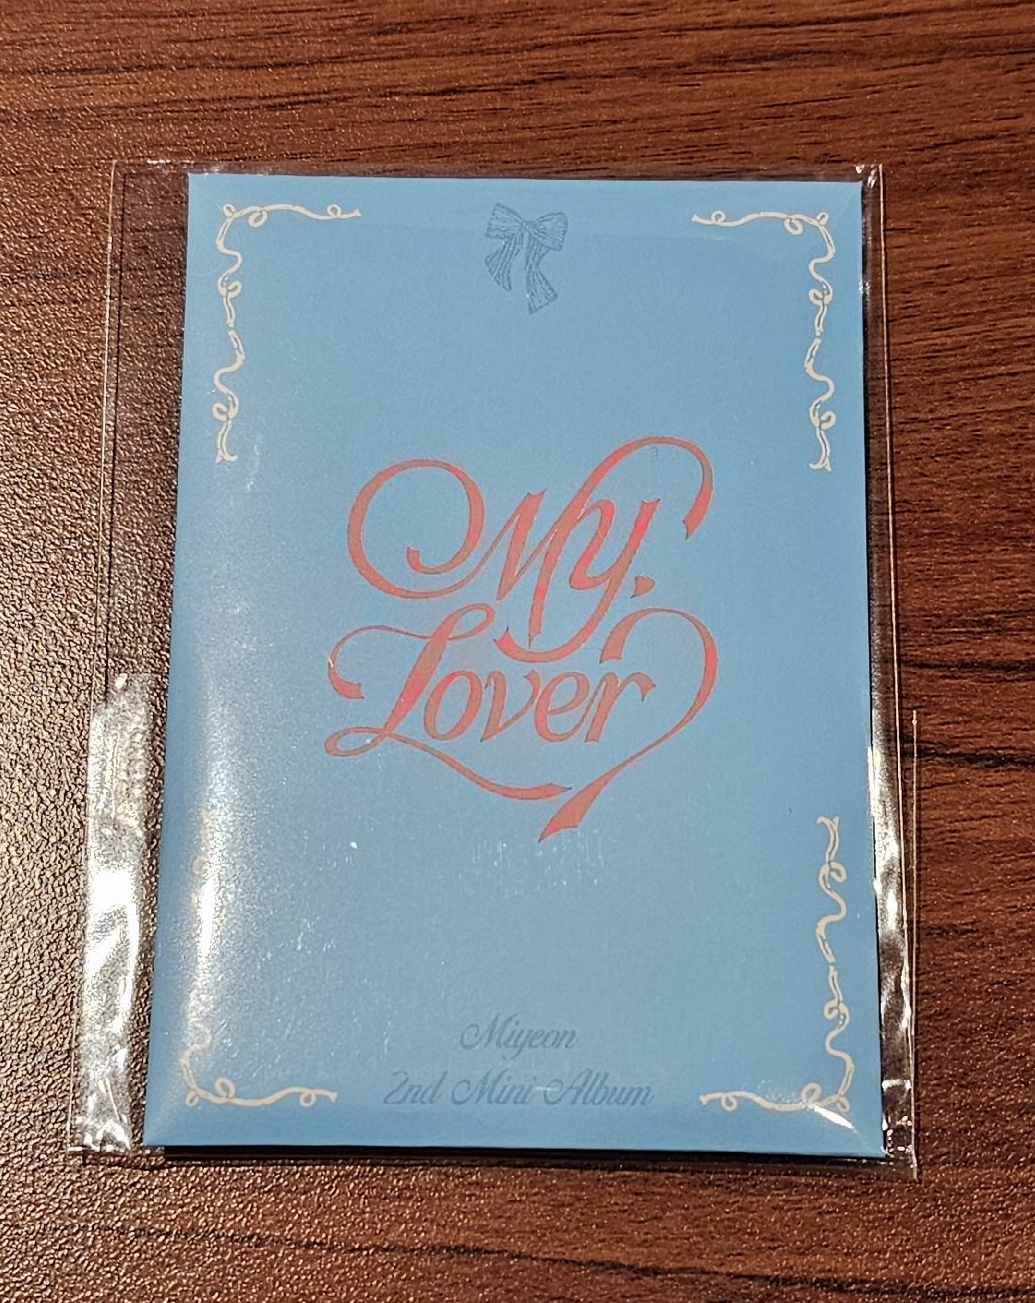 My,
Lover
Miyeon
2nd Mini Album